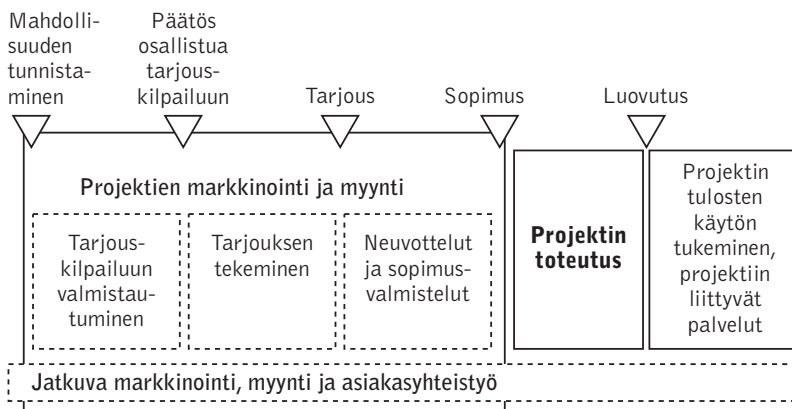 Mahdolli-
suuden
tunnista-
minen
Päätös
osallistua
tarjous-
kilpailuun
Tarjous
Sopimus
Luovutus
Projektien markkinointi ja myynti
Tarjous-
kilpailuun
valmistau-
tuminen
Tarjouksen
tekeminen
Neuvottelut
ja sopimus-
valmistelut
Projektin
toteutus
Projektin
tulosten
käytön
tukeminen,
projektiin
liittyvät
palvelut
Jatkuva markkinointi, myynti ja asiakasyhteistyö